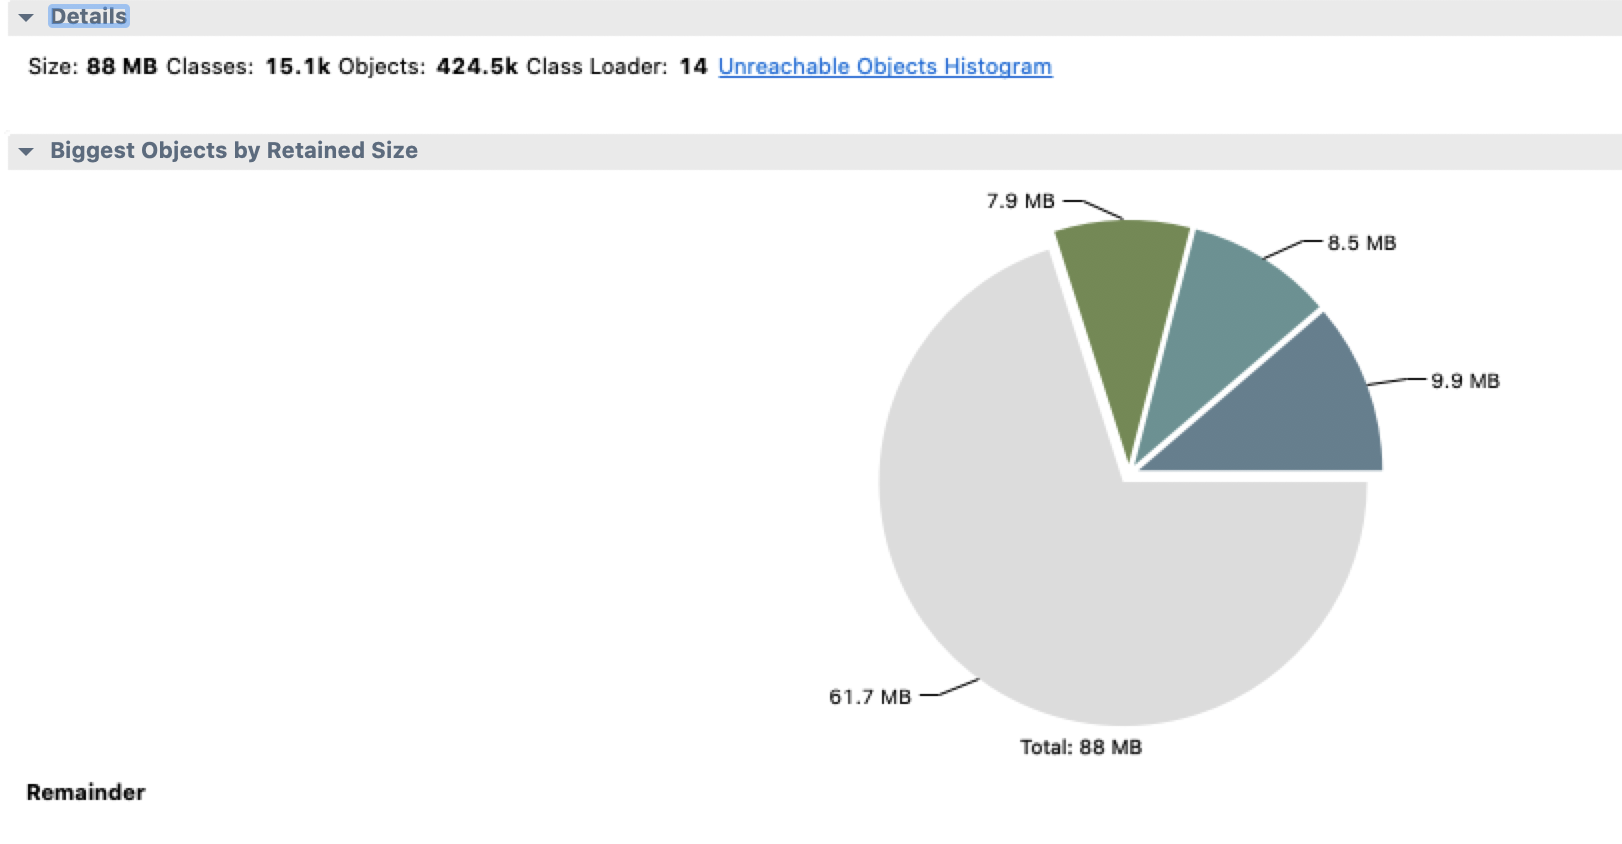 Details
Size: 88 MB Classes: 15.1k Objects: 424.5k Class Loader: 14 Unreachable Objects Histogram
Biggest Objects by Retained Size
7.9 MB
8.5 MB
9.9 MB
61.7 MB
Total: 88 MB
Remainder